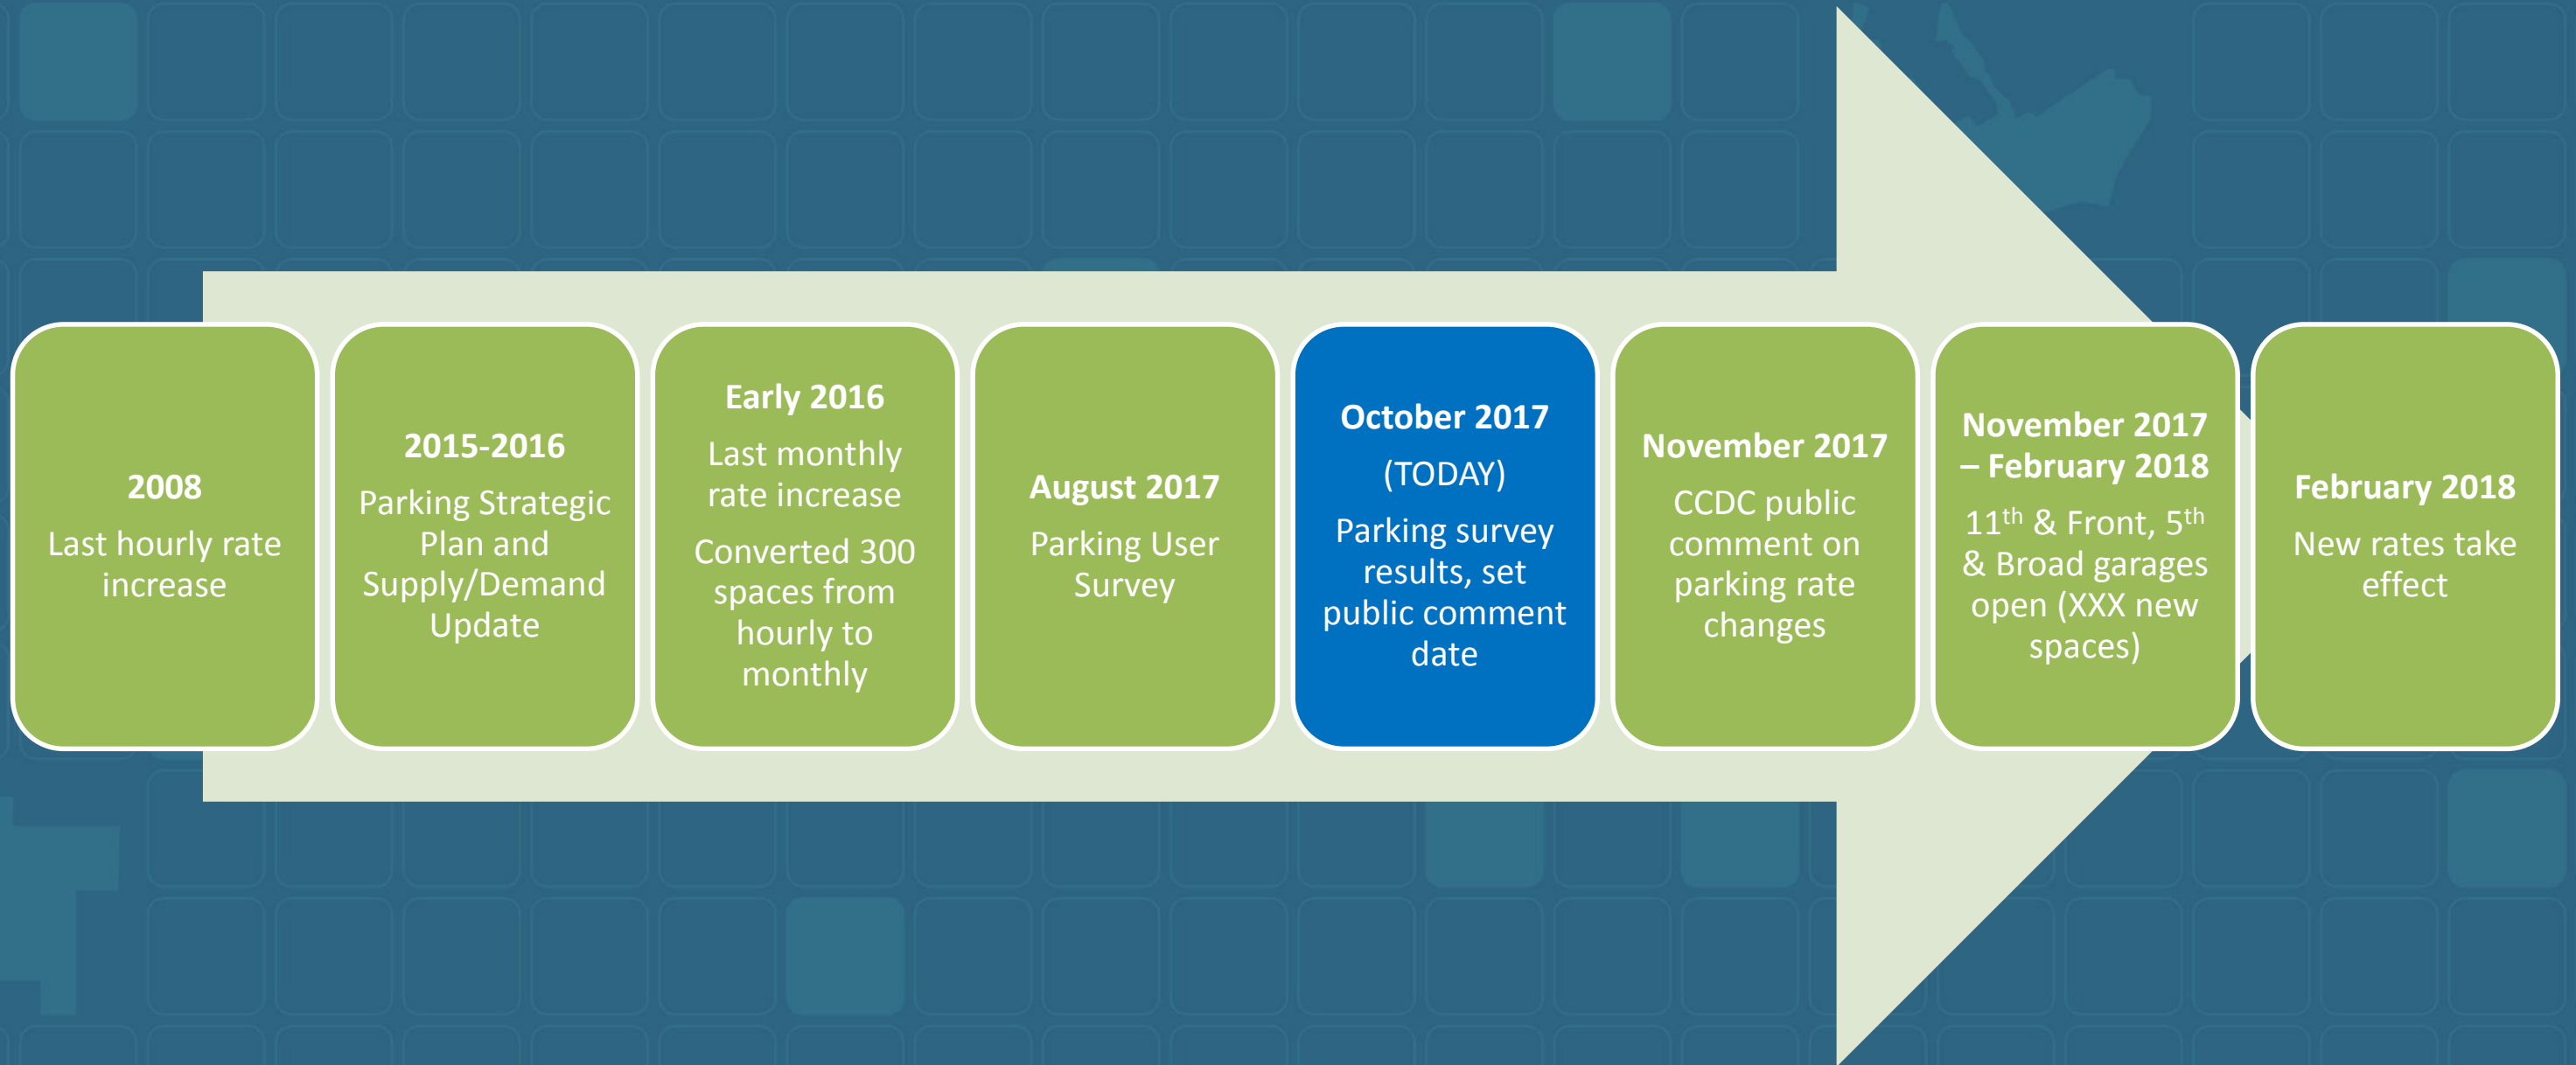 2008
Last hourly rate
increase
2015-2016
Parking Strategic
Plan and
Supply/Demand
Update
Early 2016
Last monthly
rate increase
Converted 300
spaces from
hourly to
monthly
August 2017
Parking User
Survey
October 2017
(TODAY)
Parking survey
results, set
public comment
date
November 2017
CCDC public
comment on
parking rate
changes
November 2017
– February 2018
11th & Front, 5th
& Broad garages
open (XXX new
spaces)
February 2018
New rates take
effect